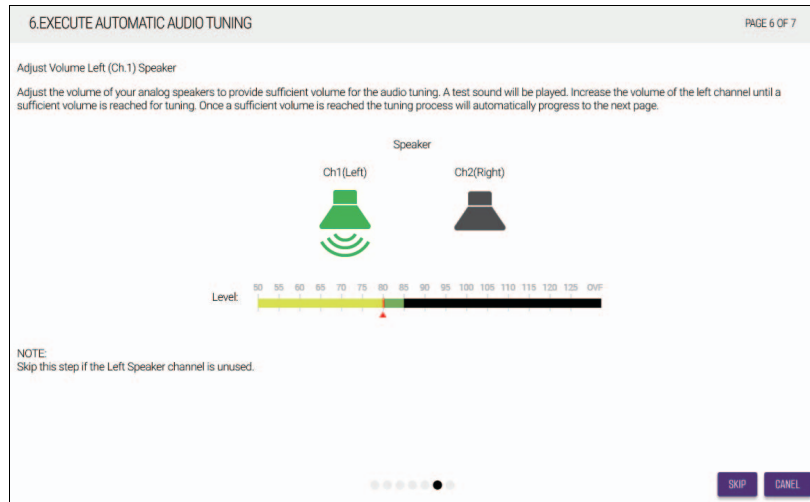 6.EXECUTE AUTOMATIC AUDIO TUNING
PAGE 6 OF 7
Adjust Volume Left (Ch.1) Speaker
Adjust the volume of your analog speakers to provide sufficient volume for the audio tuning. A test sound will be played. Increase the volume of the left channel until a
sufficient volume is reached for tuning. Once a sufficient volume is reached the tuning process will automatically progress to the next page.
Speaker
Ch1(Left) Ch2(Right)
50 55 60 65 70 75 80 85 90 95 100 105 110 115 120 125 OVF
Level:
NOTE:
Skip this step if the Left Speaker channel is unused.
SKIP CANEL